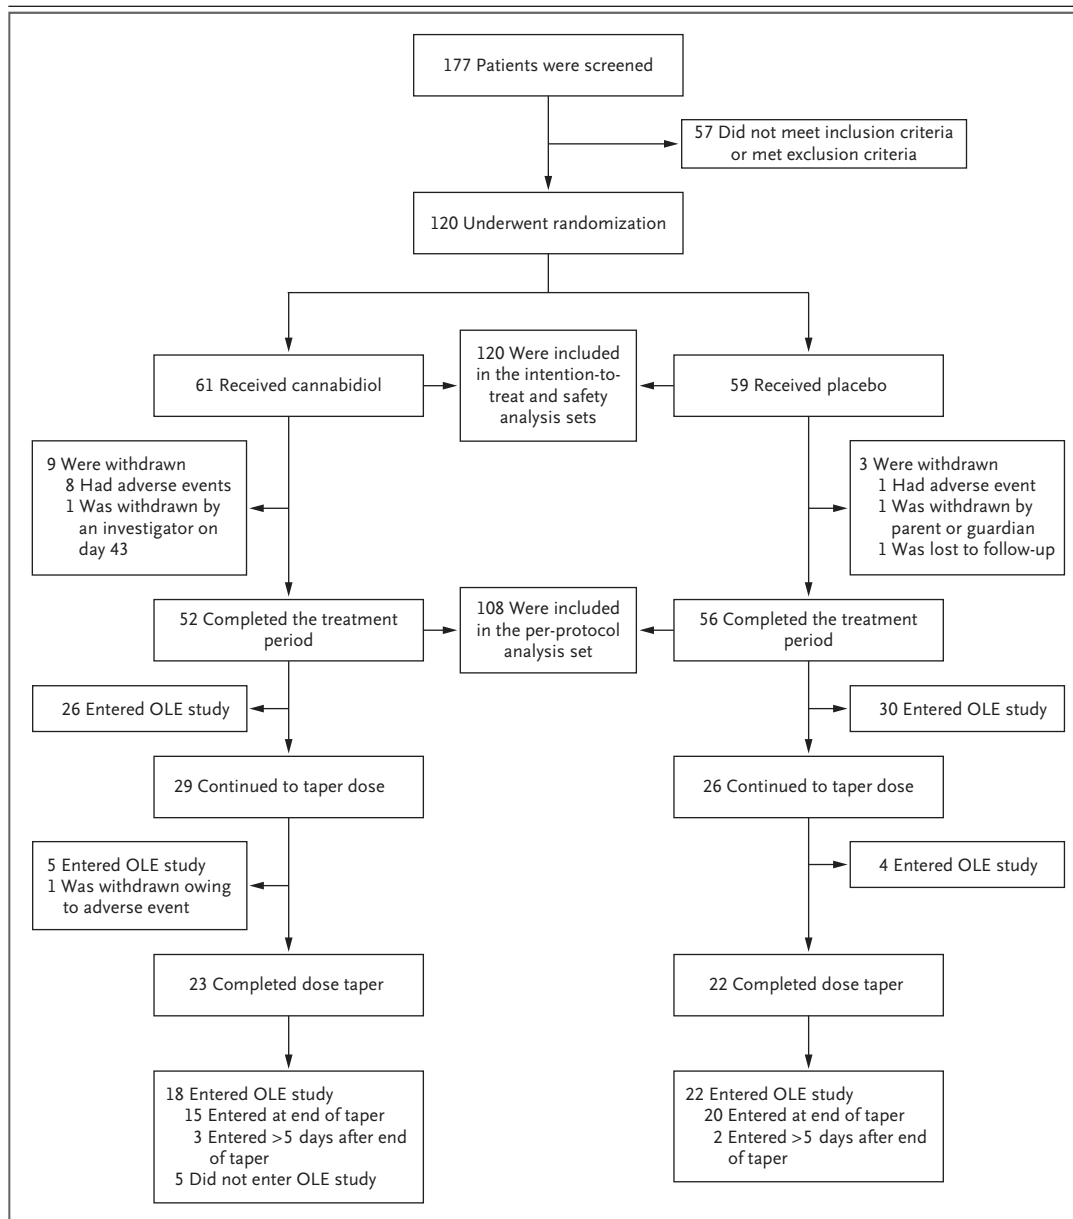 177 Patients were screened
57 Did not meet inclusion criteria
or met exclusion criteria
120 Underwent randomization
61 Received cannabidiol
120 Were included
in the intention-to-
treat and safety
analysis sets
59 Received placebo
9 Were withdrawn
8 Had adverse events
1 Was withdrawn by
an investigator on
day 43
3 Were withdrawn
1 Had adverse event
1 Was withdrawn by
parent or guardian
1 Was lost to follow-up
52 Completed the treatment
period
108 Were included
in the per-protocol
analysis set
56 Completed the treatment
period
26 Entered OLE study
30 Entered OLE study
29 Continued to taper dose
26 Continued to taper dose
5 Entered OLE study
1 Was withdrawn owing
to adverse event
4 Entered OLE study
23 Completed dose taper
22 Completed dose taper
18 Entered OLE study
15 Entered at end of taper
3 Entered >5 days after end
of taper
5 Did not enter OLE study
22 Entered OLE study
20 Entered at end of taper
2 Entered >5 days after end
of taper